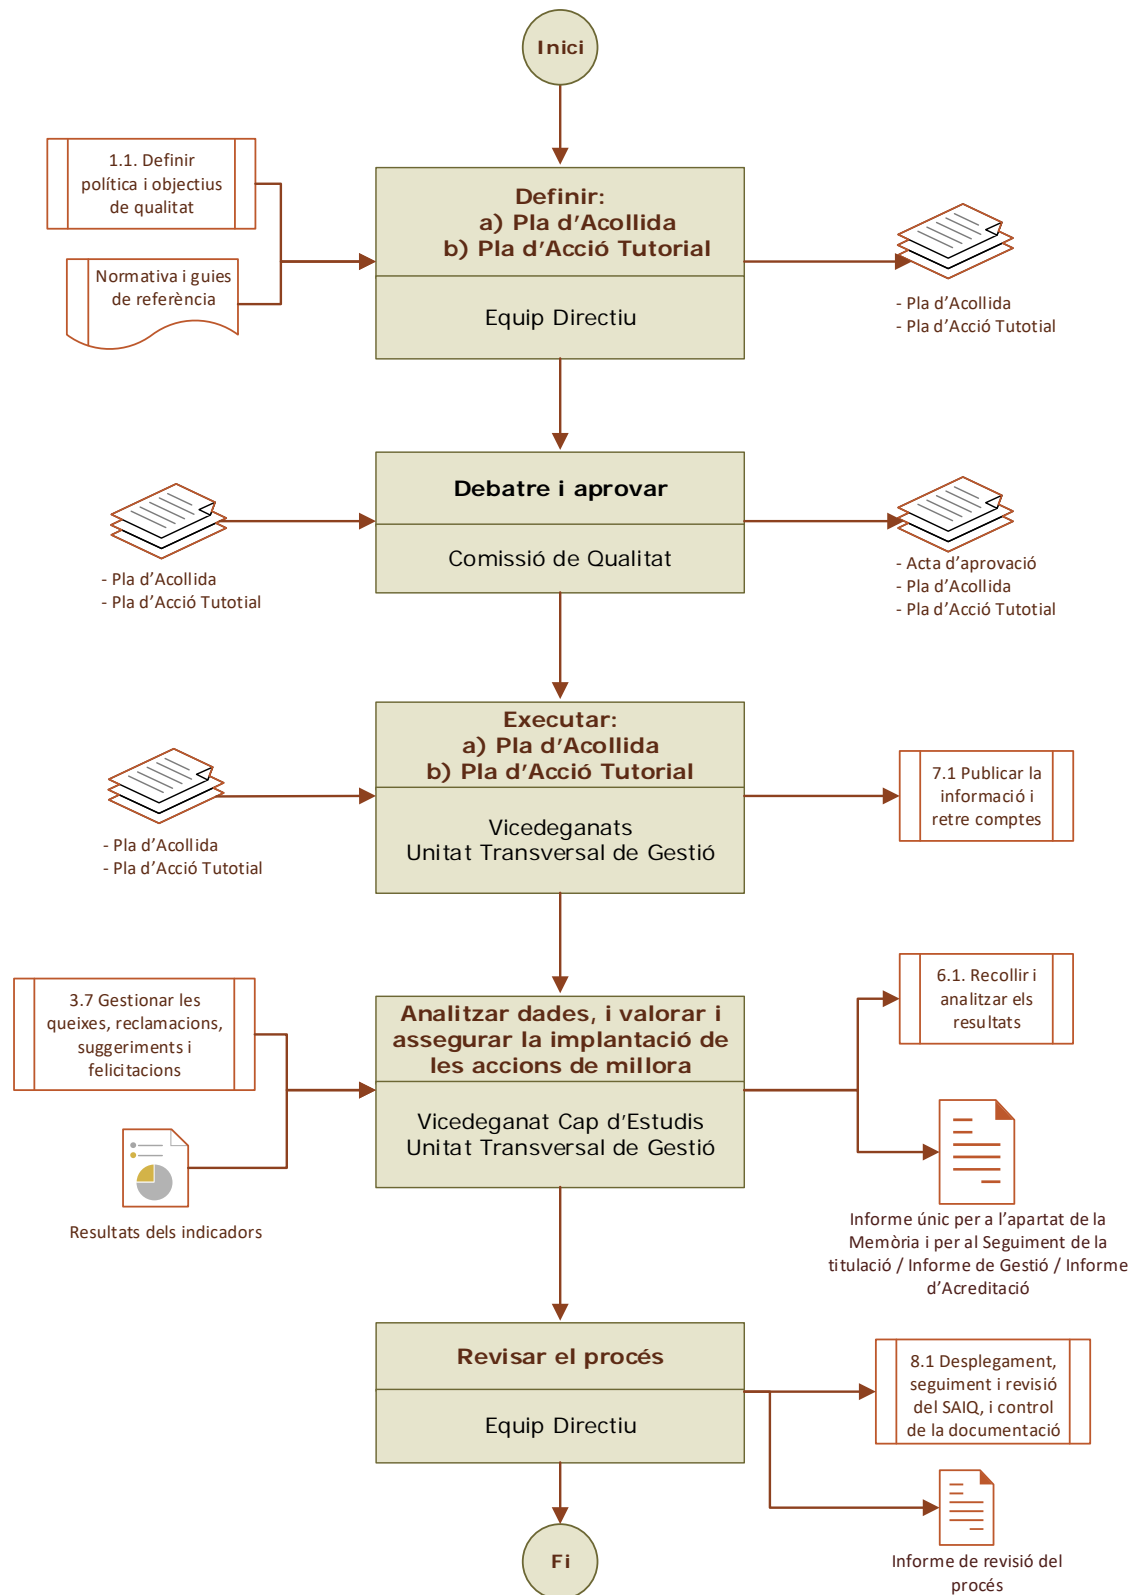 Inici
1.1. Definir
política i objectius
de qualitat
Normativa i guies
de referència
Definir:
a) Pla d'Acollida
b) Pla d'Acció Tutorial
Equip Directiu
- Pla d'Acollida
- Pla d'Acció Tutotial
- Pla d'Acollida
- Pla d'Acció Tutotial
Debatre i aprovar
Comissió de Qualitat
- Acta d'aprovació
- Pla d'Acollida
- Pla d'Acció Tutotial
- Pla d'Acollida
- Pla d'Acció Tutotial
Executar:
a) Pla d'Acollida
b) Pla d'Acció Tutorial
Vicedeganats
Unitat Transversal de Gestió
7.1 Publicar la
informació i
retre comptes
3.7 Gestionar les
queixes, reclamacions,
suggeriments i
felicitacions
Resultats dels indicadors
Analitzar dades, i valorar i
assegurar la implantació de
les accions de millora
Vicedeganat Cap d'Estudis
Unitat Transversal de Gestió
6.1. Recollir i
analitzar els
resultats
Informe únic per a l'apartat de la
Memòria i per al Seguiment de la
titulació / Informe de Gestió / Informe
d'Acreditació
Revisar el procés
Equip Directiu
8.1 Desplegament,
seguiment i revisió
del SAIQ, i control
de la documentació
Informe de revisió del
procés
Fi